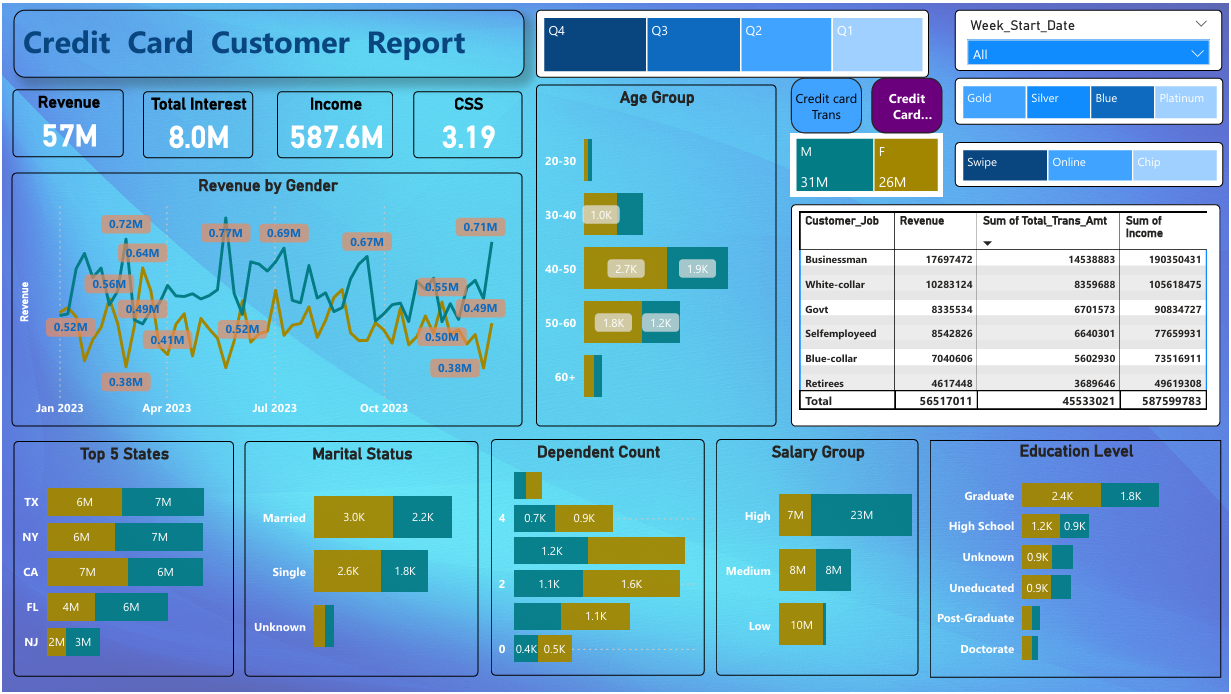 Credit Card Customer Report
Q4
Q3
Q2
Q1
Week_Start_Date
All
Revenue
57M
Total Interest
8.0M
Income
587.6M
CSS
3.19
Credit card
Trans
Credit
Card...
Gold
Silver
Blue
Platinum
M
31M
F
26M
Swipe
Online
Chip
Revenue by Gender
Revenue
0.72M
0.77M
0.69M
0.67M
0.71M
0.64M
0.56M
0.55M
0.49M
0.49M
0.52M
0.52M
0.41M
0.50M
0.38M
0.38M
Jan 2023
Apr 2023
Jul 2023
Oct 2023
Age Group
20-30
30-40
1.0K
40-50
2.7K
1.9K
50-60
1.8K
1.2K
60+
Customer_Job Revenue Sum of Total_Trans_Amt Sum of
Income
Businessman 17697472 14538883 190350431
White-collar 10283124 8359688 105618475
Govt 8335534 6701573 90834727
Selfemployeed 8542826 6640301 77659931
Blue-collar 7040606 5602930 73516911
Retirees 4617448 3689646 49619308
Total 56517011 45533021 587599783
Top 5 States
TX 6M 7M
NY 6M 7M
CA 7M 6M
FL 4M 6M
NJ 2M 3M
Marital Status
Married 3.0K 2.2K
Single 2.6K 1.8K
Unknown
Dependent Count
4 0.7K 0.9K
1.2K
2 1.1K 1.6K
1.1K
0 0.4K 0.5K
Salary Group
High 7M 23M
Medium 8M 8M
Low 10M
Education Level
Graduate 2.4K 1.8K
High School 1.2K 0.9K
Unknown 0.9K
Uneducated 0.9K
Post-Graduate
Doctorate